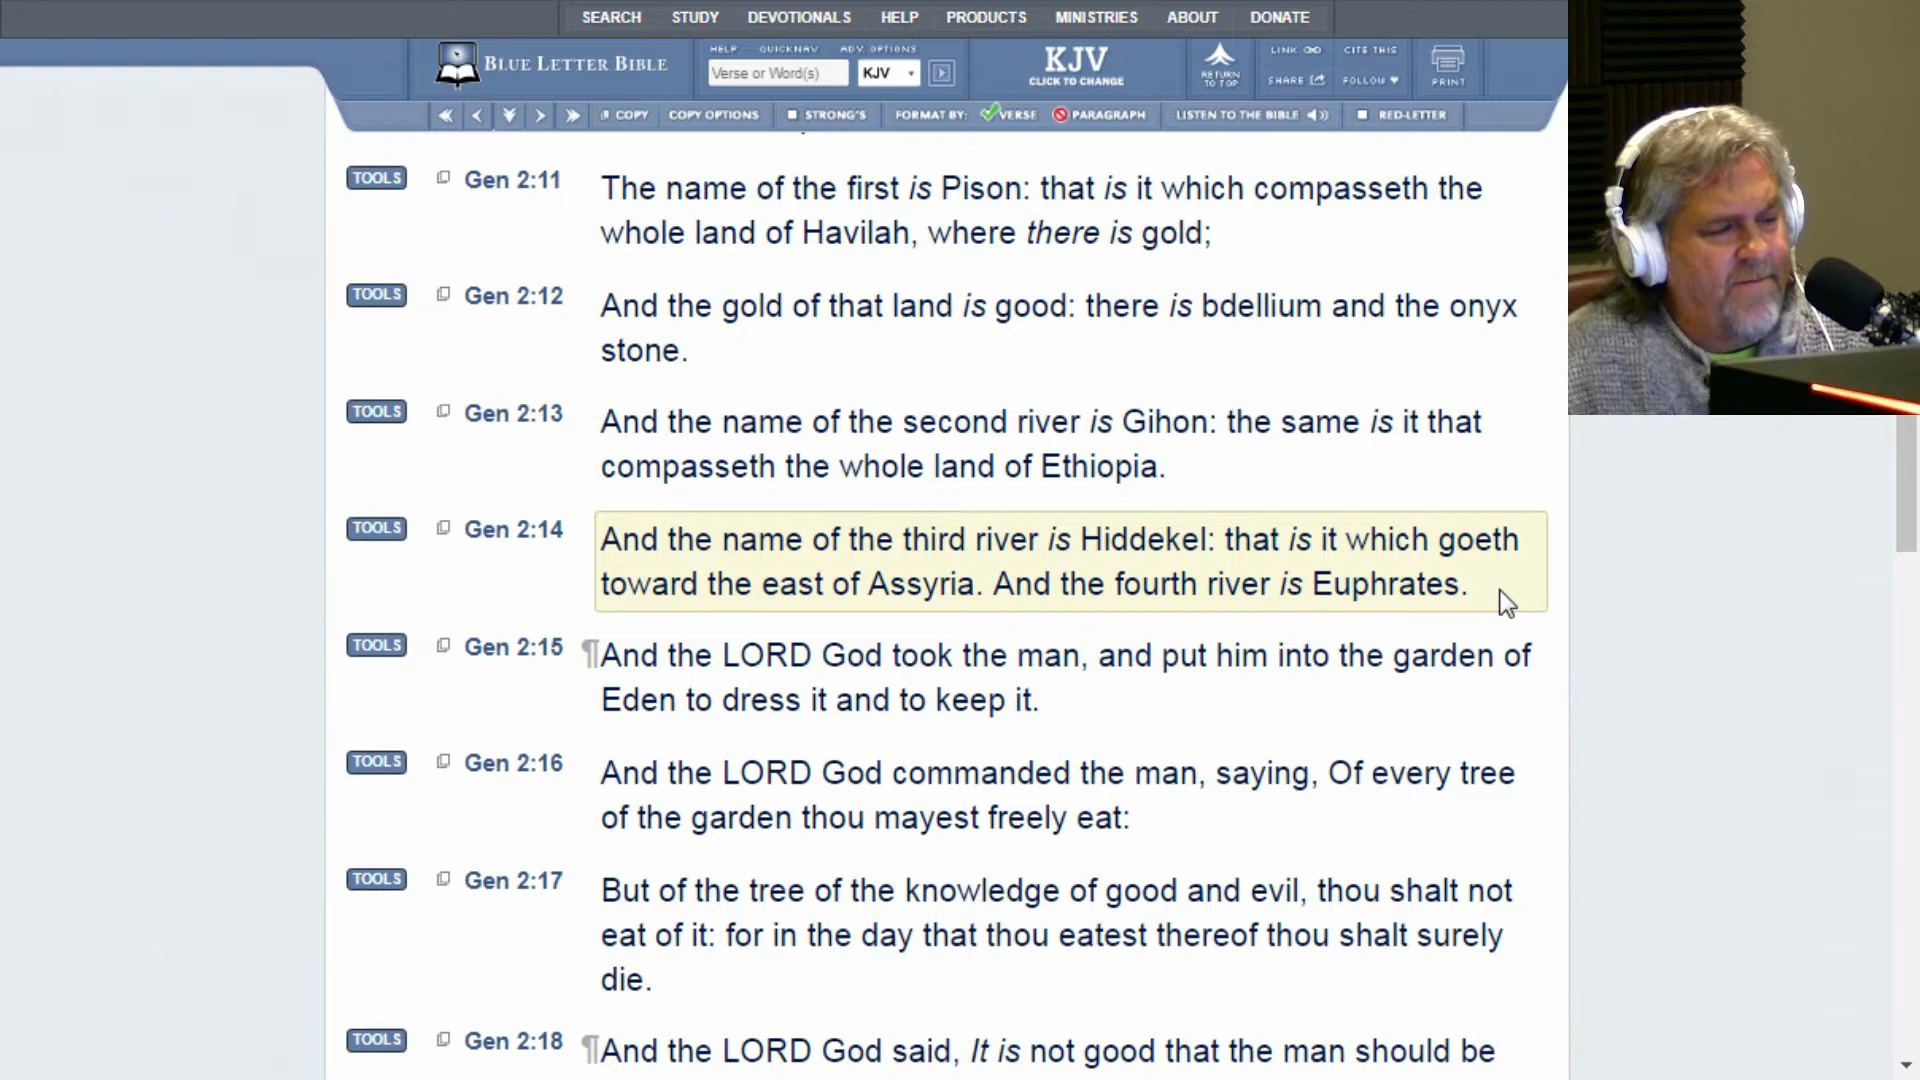 SEARCH STUDY DEVOTIONALS HELP PRODUCTS MINISTRIES ABOUT DONATE
BLUE LETTER BIBLE
HELP QUICKNAV ADV. OPTIONS
Verse or Word(s) KJV
KJV
CLICK TO CHANGE
RETURN
TO TOP
LINK CITE THIS
SHARE FOLLOW
PRINT
COPY COPY OPTIONS STRONG'S FORMAT BY: VERSE PARAGRAPH LISTEN TO THE BIBLE RED-LETTER
TOOLS Gen 2:11 The name of the first is Pison: that is it which compasseth the
whole land of Havilah, where there is gold;
TOOLS Gen 2:12 And the gold of that land is good: there is bdellium and the onyx
stone.
TOOLS Gen 2:13 And the name of the second river is Gihon: the same is it that
compasseth the whole land of Ethiopia.
TOOLS Gen 2:14 And the name of the third river is Hiddekel: that is it which goeth
toward the east of Assyria. And the fourth river is Euphrates.
TOOLS Gen 2:15 ¶And the LORD God took the man, and put him into the garden of
Eden to dress it and to keep it.
TOOLS Gen 2:16 And the LORD God commanded the man, saying, Of every tree
of the garden thou mayest freely eat:
TOOLS Gen 2:17 But of the tree of the knowledge of good and evil, thou shalt not
eat of it: for in the day that thou eatest thereof thou shalt surely
die.
TOOLS Gen 2:18 ¶And the LORD God said, It is not good that the man should be